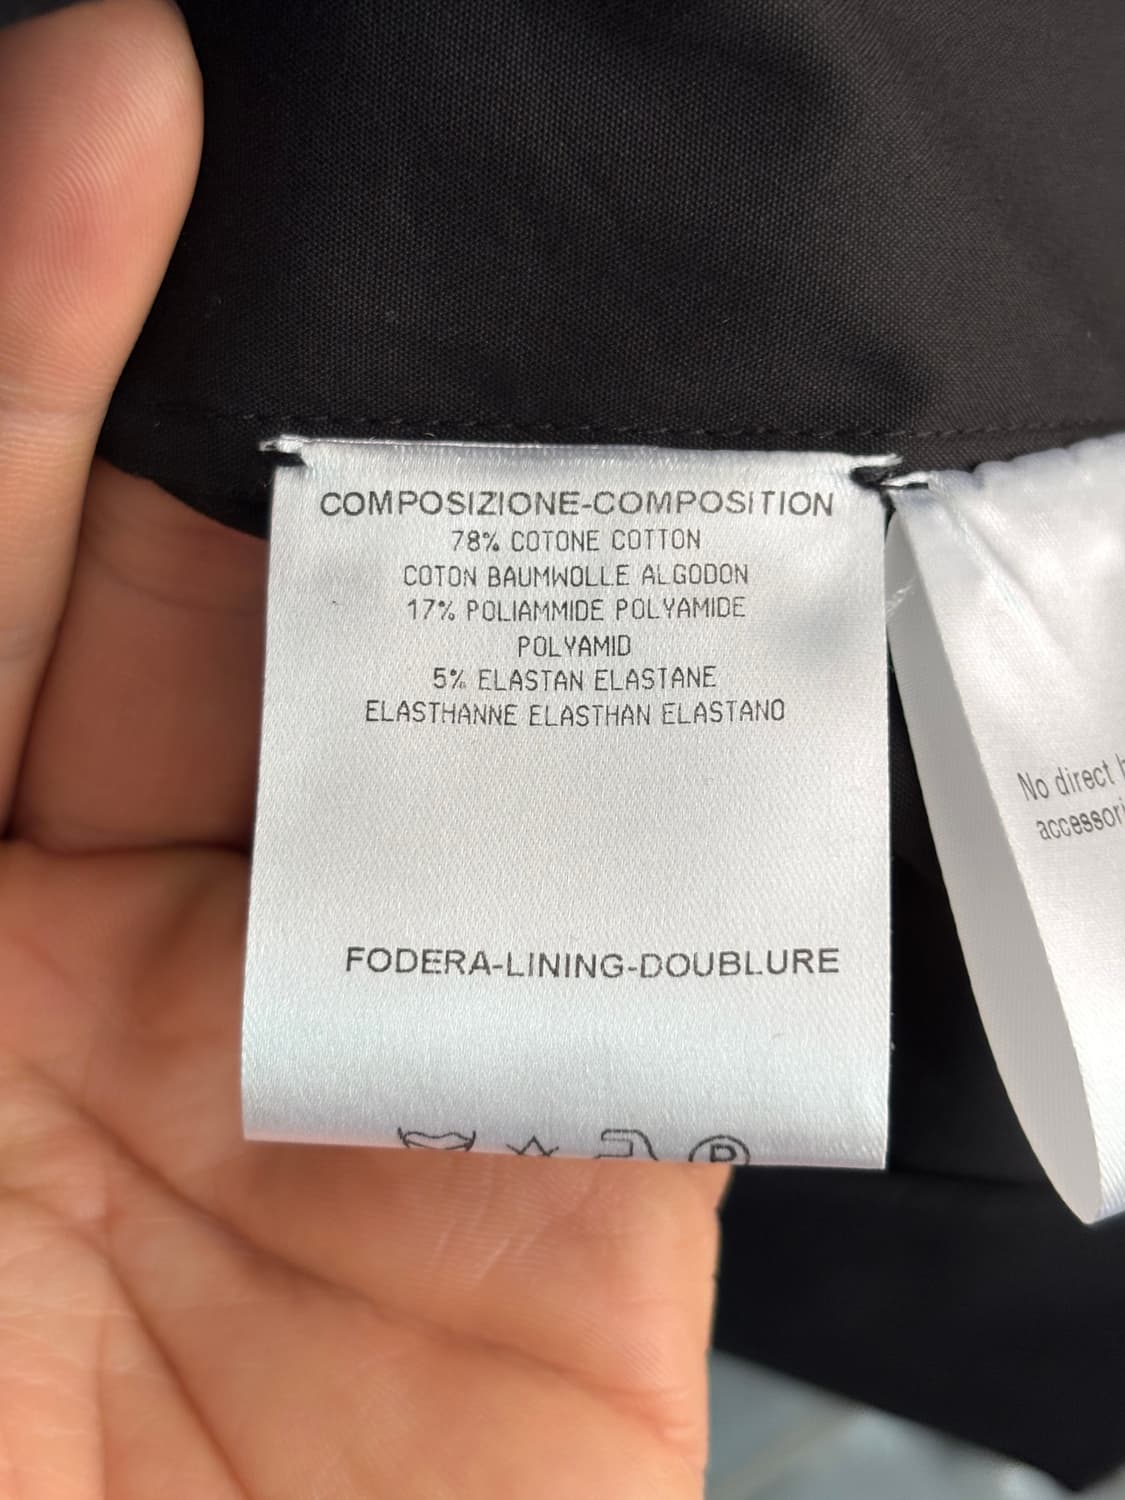 COMPOSIZIONE-COMPOSITION
78% COTONE COTTON
COTON BAUMWOLLE ALGODON
17% POLIAMMIDE POLYAMIDE
POLYAMID
5% ELASTAN ELASTANE
ELASTHANNE ELASTHAN ELASTANO
FODERA-LINING-DOUBLURE
P
No direct